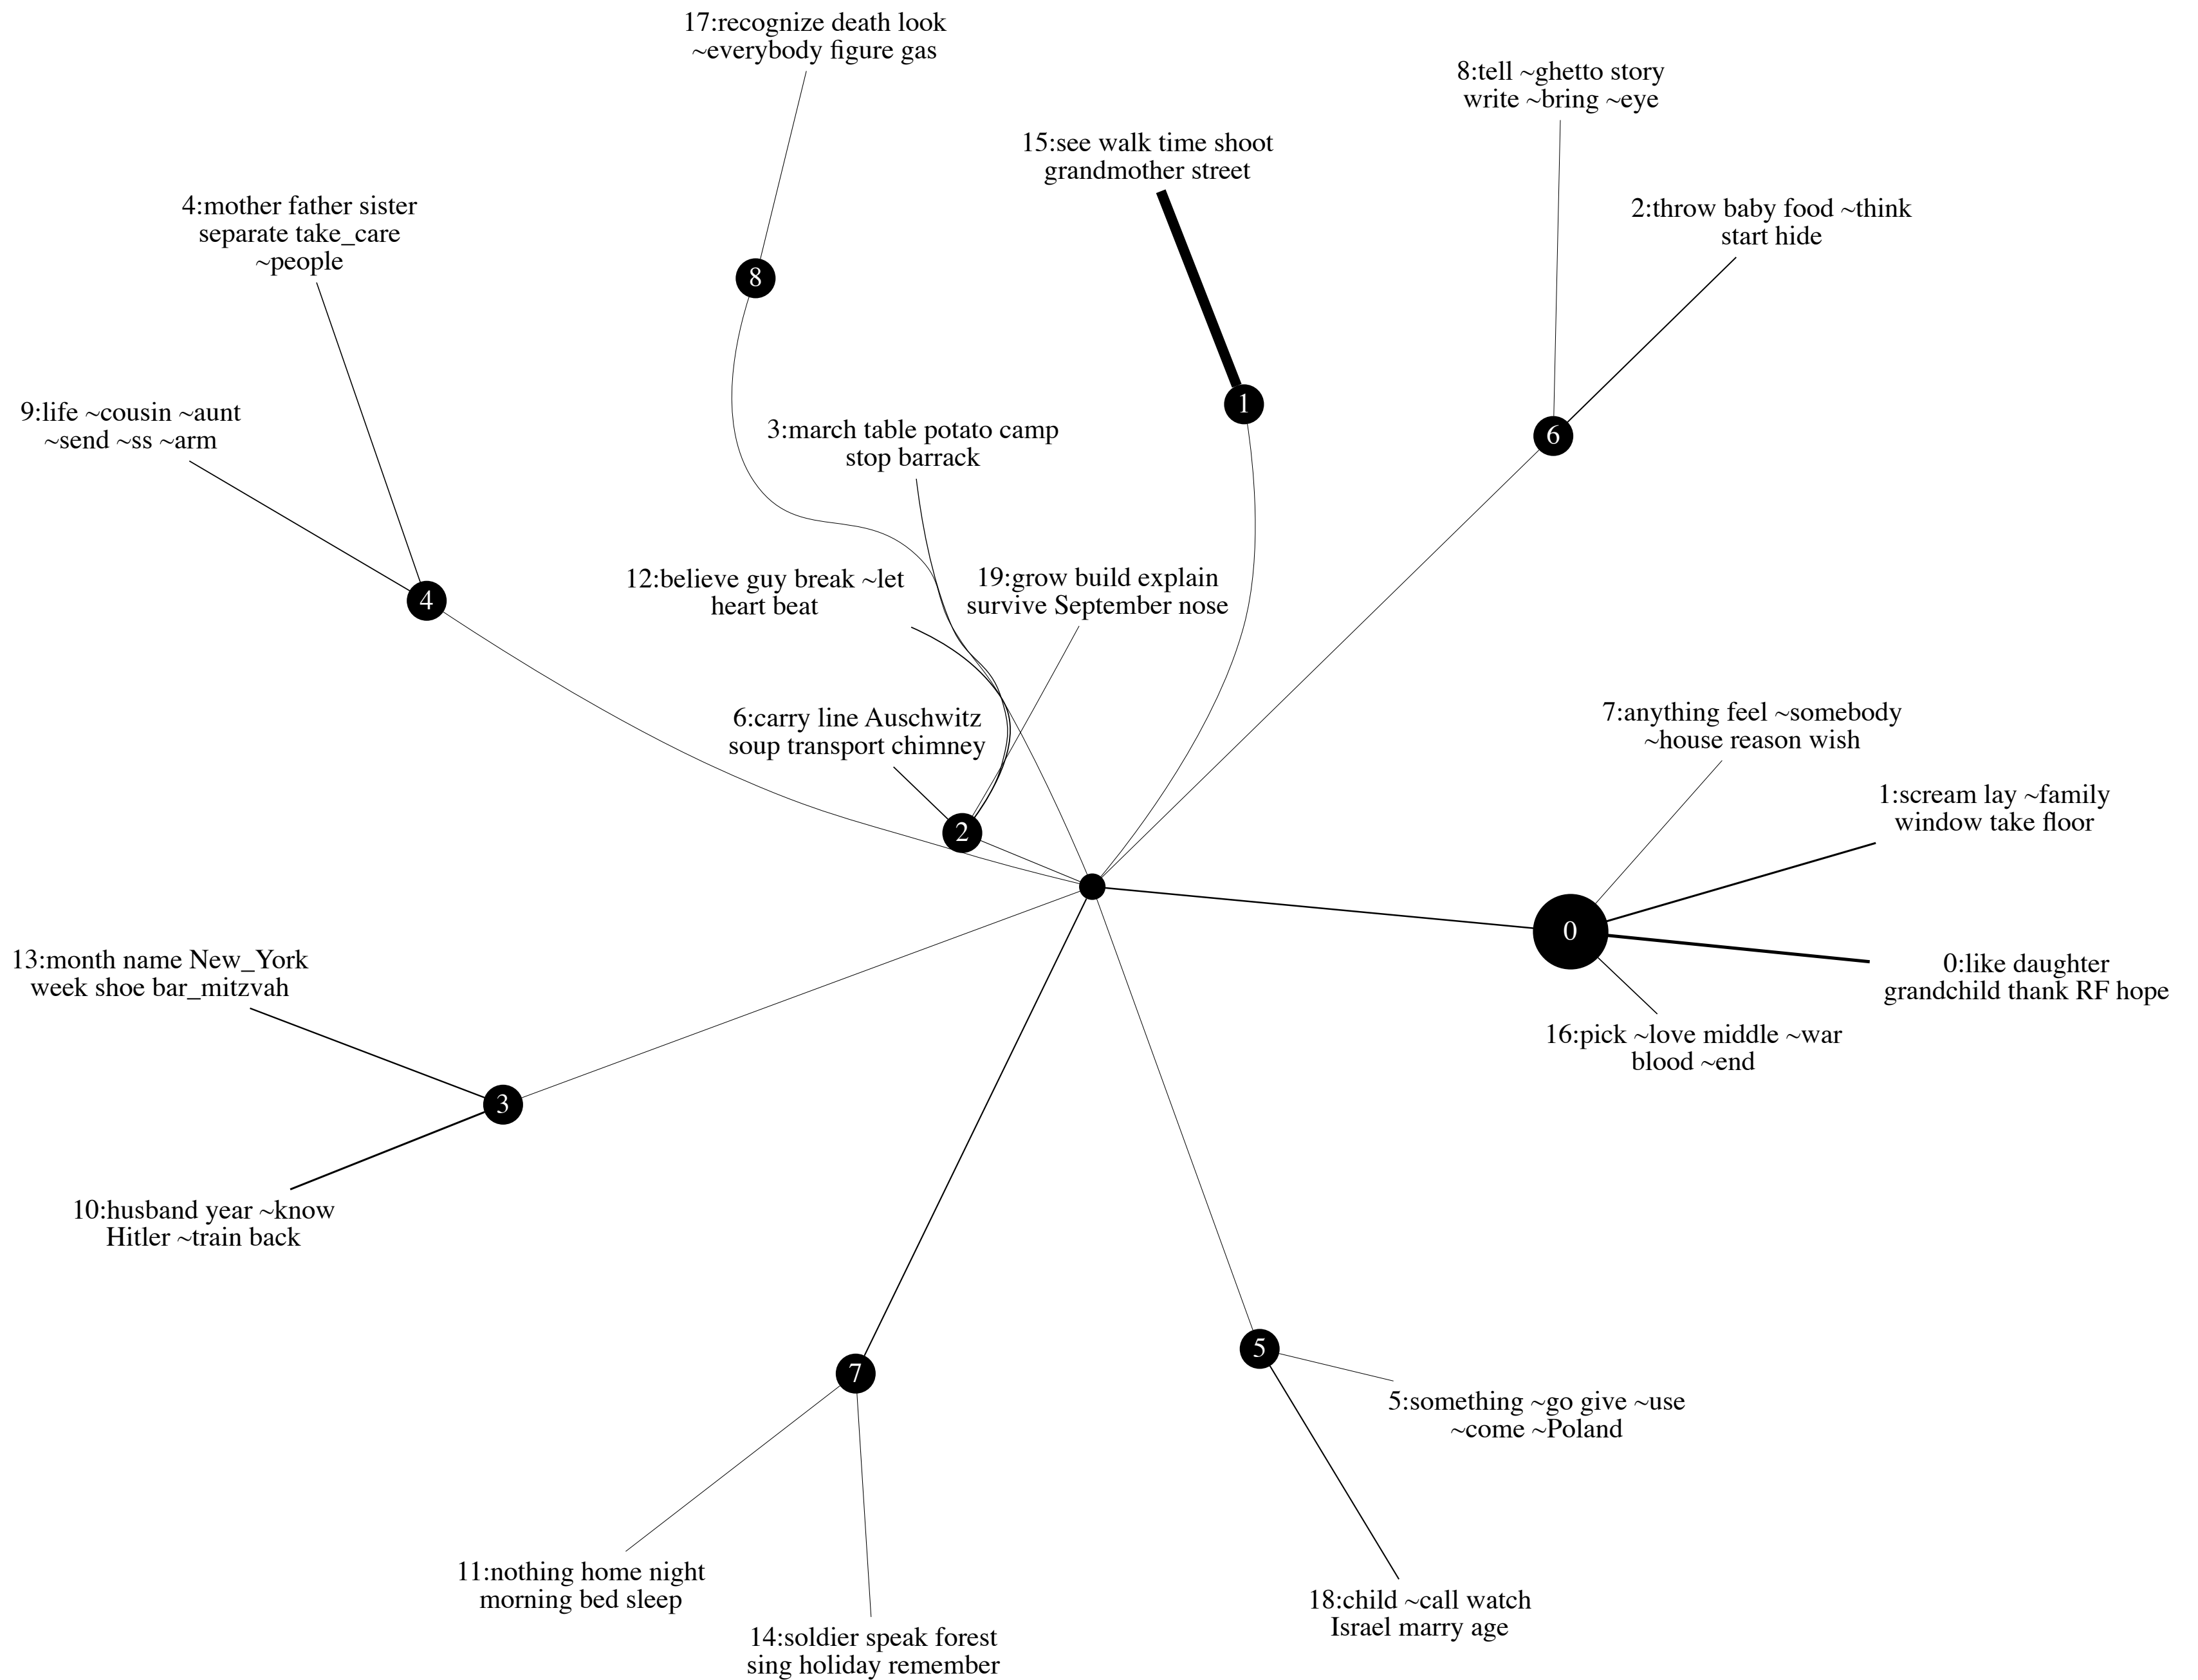 17:recognize death look
~everybody figure gas
8:tell ~ghetto story
write ~bring ~eye
15:see walk time shoot
grandmother street
4:mother father sister
separate take_care
~people
2:throw baby food ~think
start hide
8
1
9:life ~cousin ~aunt
~send ~ss ~arm
3:march table potato camp
stop barrack
6
12:believe guy break ~let
heart beat
19:grow build explain
survive September nose
4
6:carry line Auschwitz
soup transport chimney
7:anything feel ~somebody
~house reason wish
1:scream lay ~family
window take floor
2
0
13:month name New_York
week shoe bar_mitzvah
0:like daughter
grandchild thank RF hope
16:pick ~love middle ~war
blood ~end
3
10:husband year ~know
Hitler ~train back
7
5
5:something ~go give ~use
~come ~Poland
11:nothing home night
morning bed sleep
18:child ~call watch
Israel marry age
14:soldier speak forest
sing holiday remember